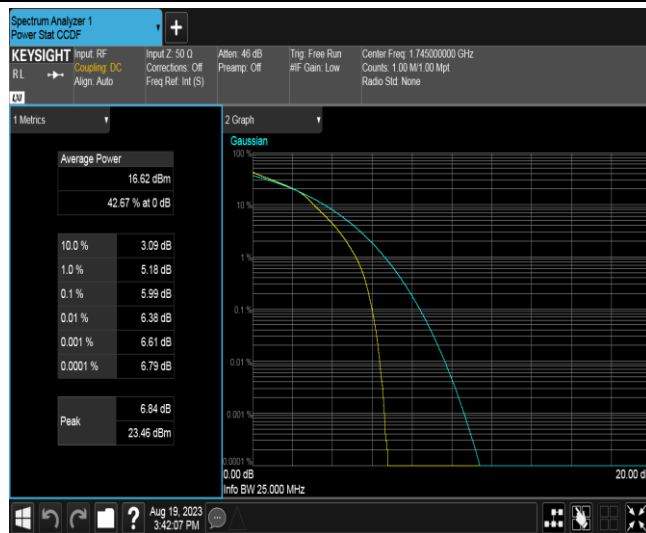 Spectrum Analyzer 1
Power Stat CCDF
+
KEYSIGHT
RL
LXI
Input: RF
Coupling: DC
Align: Auto
Input Z: 50 Ω
Corrections: Off
Freq Ref: Int (S)
Atten: 46 dB
Preamp: Off
Trig: Free Run
#IF Gain: Low
Center Freq: 1.745000000 GHz
Counts: 1.00 M/1.00 Mpt
Radio Std: None
1 Metrics
Average Power
16.62 dBm
42.67 % at 0 dB
10.0 % 3.09 dB
1.0 % 5.18 dB
0.1 % 5.99 dB
0.01 % 6.38 dB
0.001 % 6.61 dB
0.0001 % 6.79 dB
Peak
6.84 dB
23.46 dBm
2 Graph
Gaussian
100 %
10 %
1 %
0.1 %
0.01 %
0.001 %
0.0001 %
0.00 dB
20.00 d
Info BW 25.000 MHz
?
Aug 19, 2023
3:42:07 PM